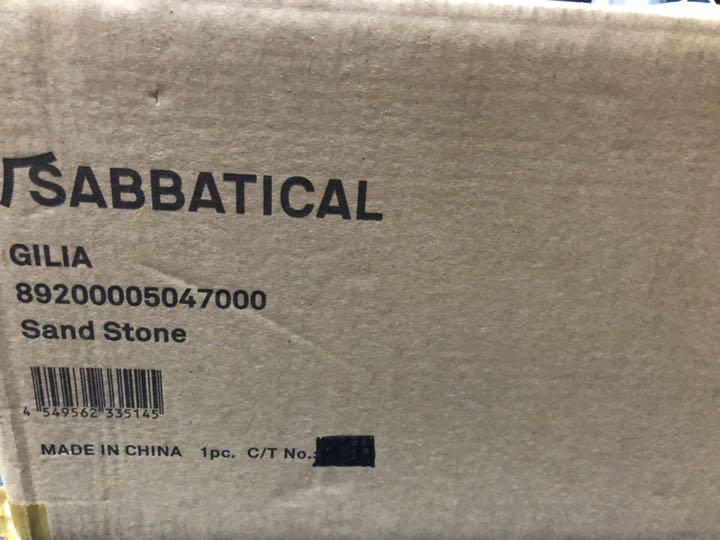 SABBATICAL
GILIA
89200005047000
Sand Stone
4 549562 335145
MADE IN CHINA 1pc. C/T No.: